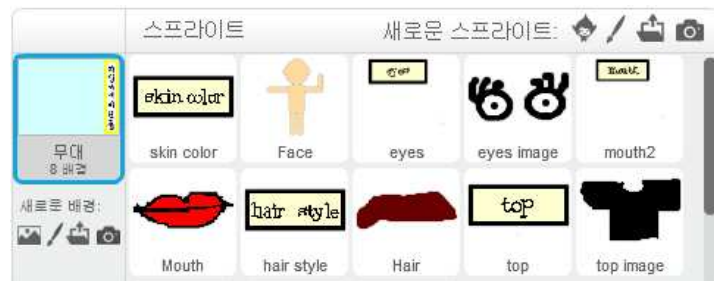 스프라이트 새로운 스프라이트:
skin color
eyes
mouth
skin color Face eyes eyes image mouth2
무대
8 배경
새로운 배경:
hair style
top
Mouth hair style Hair top top image